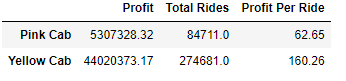 Profit Total Rides Profit Per Ride
Pink Cab 5307328.32 84711.0 62.65
Yellow Cab 44020373.17 274681.0 160.26